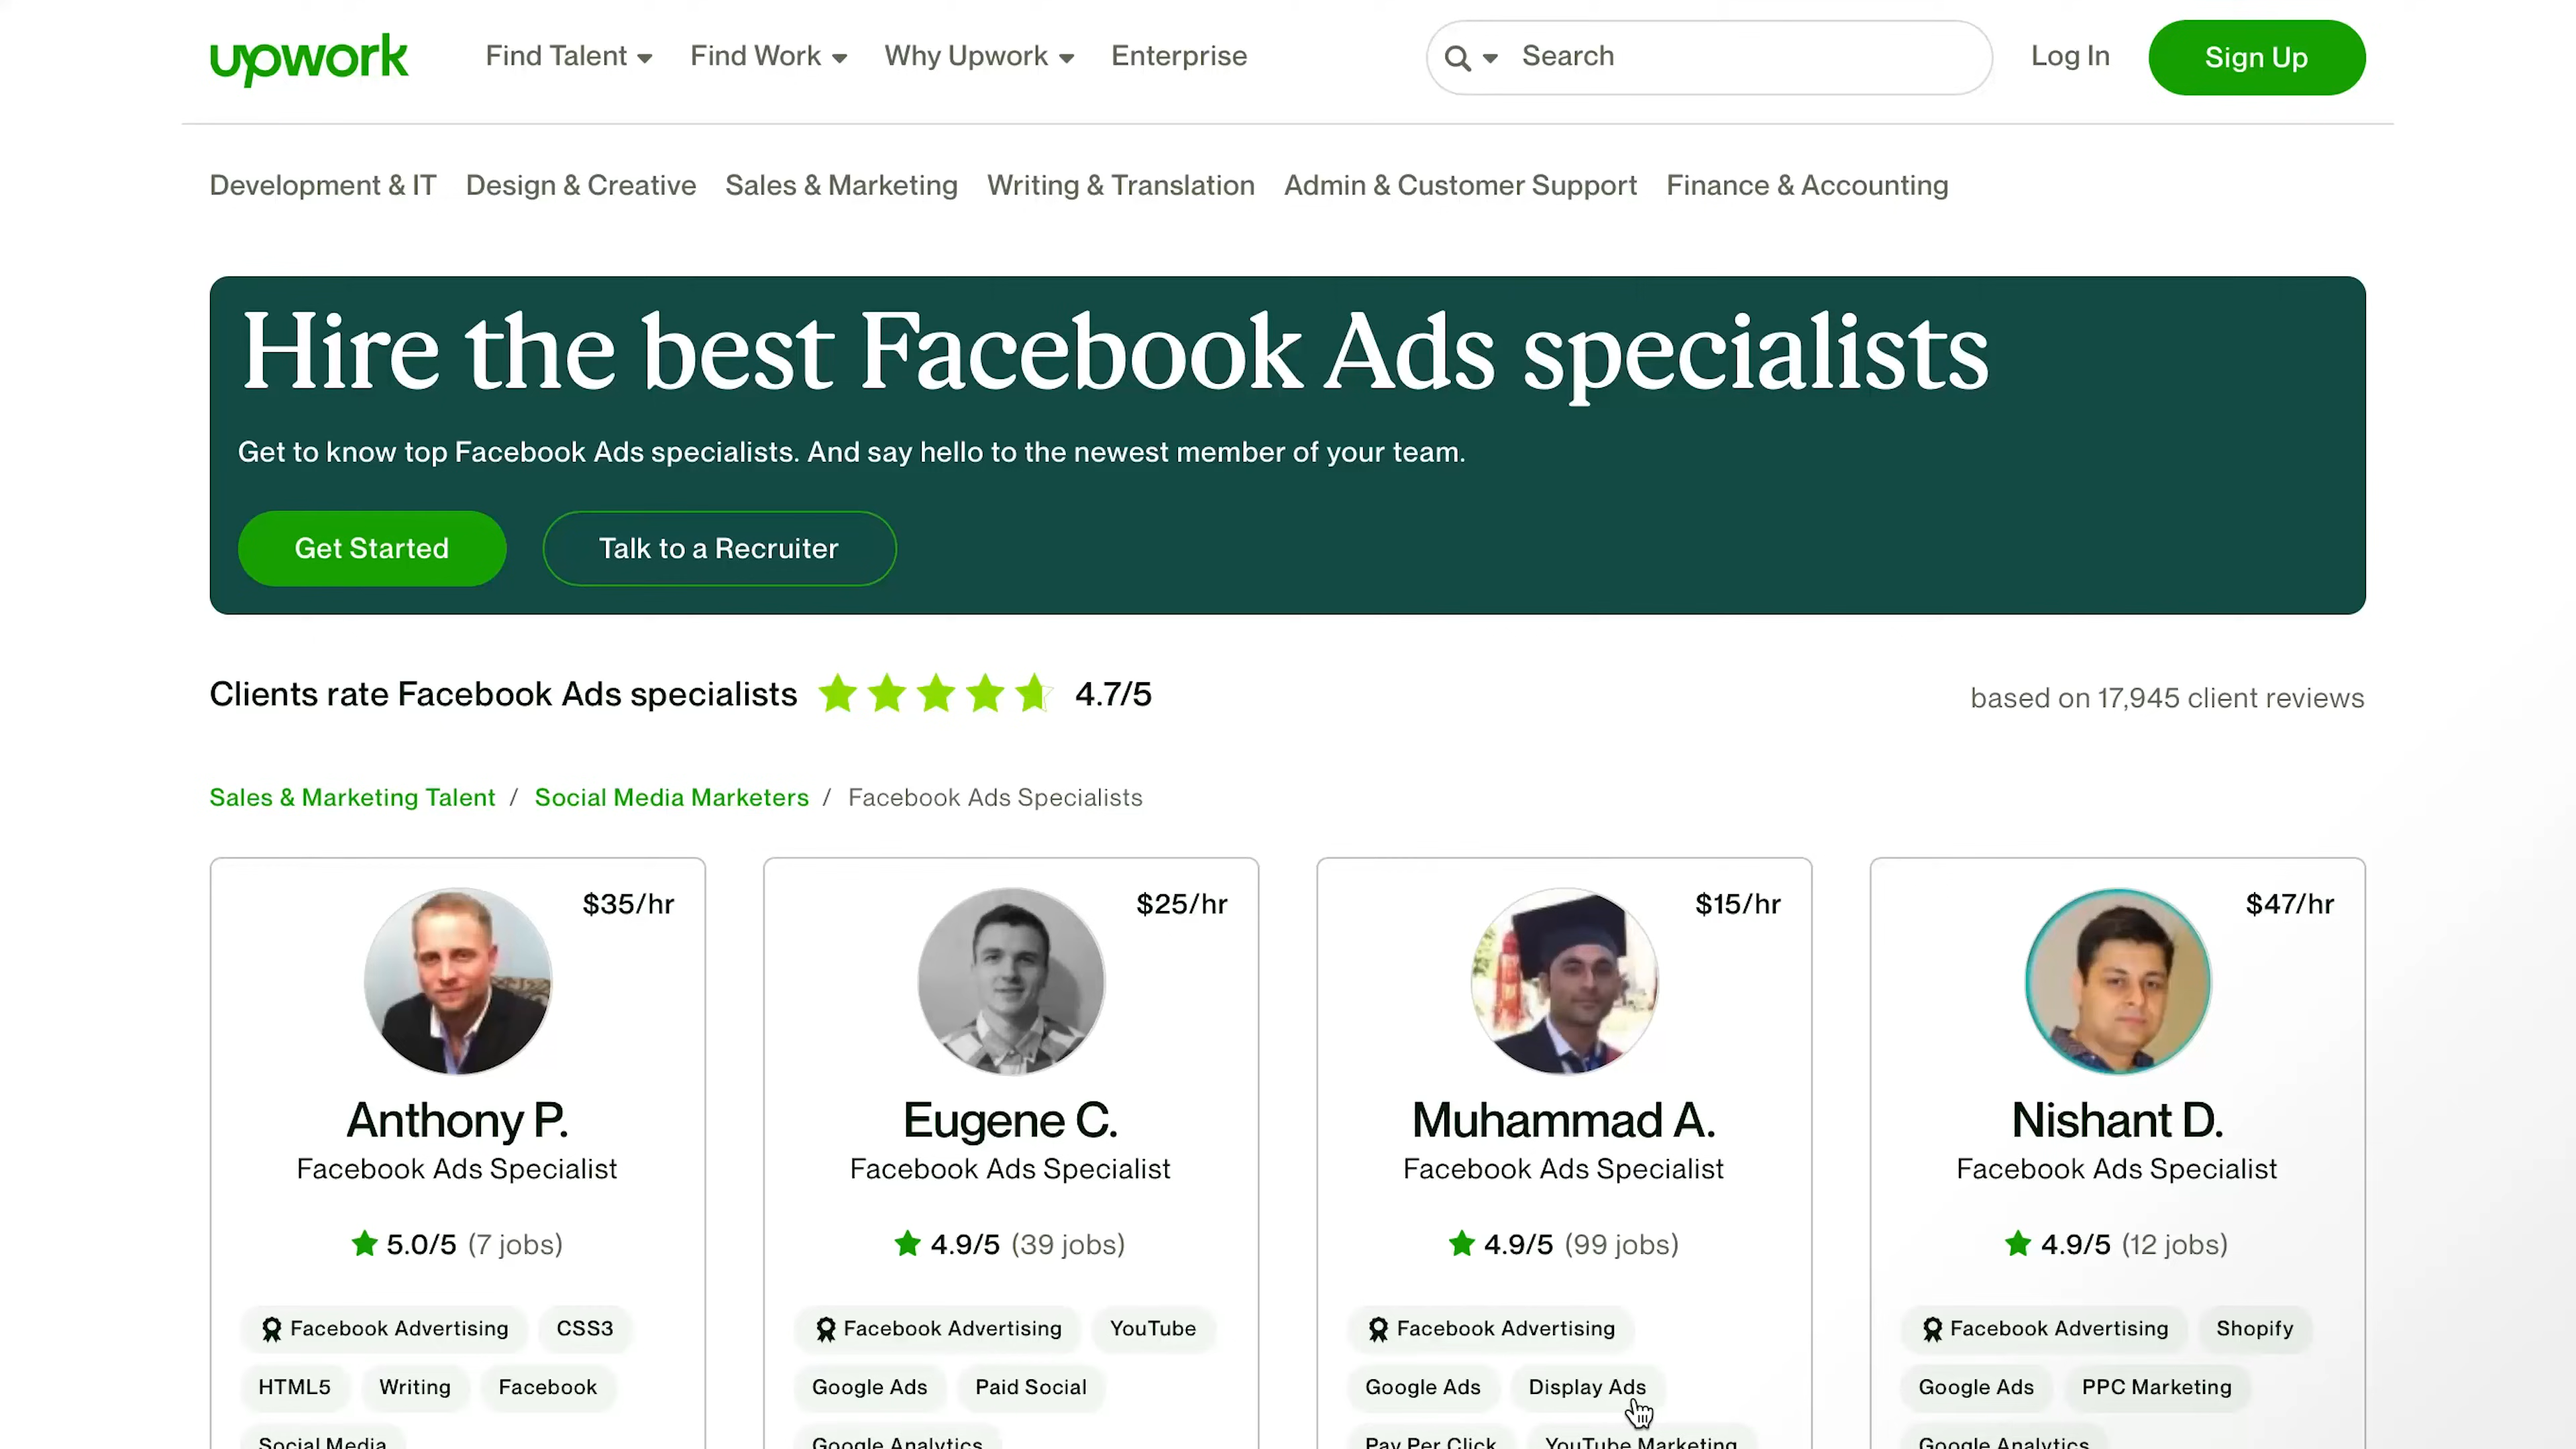 upwork Find Talent Find Work Why Upwork Enterprise Search Log In Sign Up
Development & IT Design & Creative Sales & Marketing Writing & Translation Admin & Customer Support Finance & Accounting
Hire the best Facebook Ads specialists
Get to know top Facebook Ads specialists. And say hello to the newest member of your team.
Get Started Talk to a Recruiter
Clients rate Facebook Ads specialists 4.7/5 based on 17,945 client reviews
Sales & Marketing Talent / Social Media Marketers / Facebook Ads Specialists
$35/hr
Anthony P.
Facebook Ads Specialist
5.0/5 (7 jobs)
Facebook Advertising CSS3
HTML5 Writing Facebook
Social Media
$25/hr
Eugene C.
Facebook Ads Specialist
4.9/5 (39 jobs)
Facebook Advertising YouTube
Google Ads Paid Social
Google Analytics
$15/hr
Muhammad A.
Facebook Ads Specialist
4.9/5 (99 jobs)
Facebook Advertising
Google Ads Display Ads
Pay Per Click YouTube Marketing
$47/hr
Nishant D.
Facebook Ads Specialist
4.9/5 (12 jobs)
Facebook Advertising Shopify
Google Ads PPC Marketing
Google Analytics